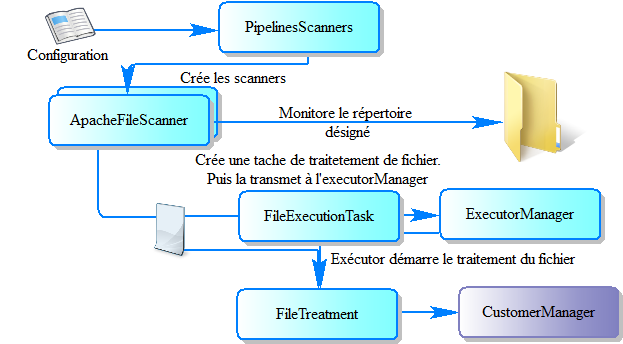 PipelinesScanners
Configuration
Crée les scanners
ApacheFileScanner
Monitore le répertoire
désigné
Crée une tache de traitetement de fichier.
Puis la transmet à l'executorManager
FileExecutionTask
ExecutorManager
Exécutor démarre le traitement du fichier
FileTreatment
CustomerManager